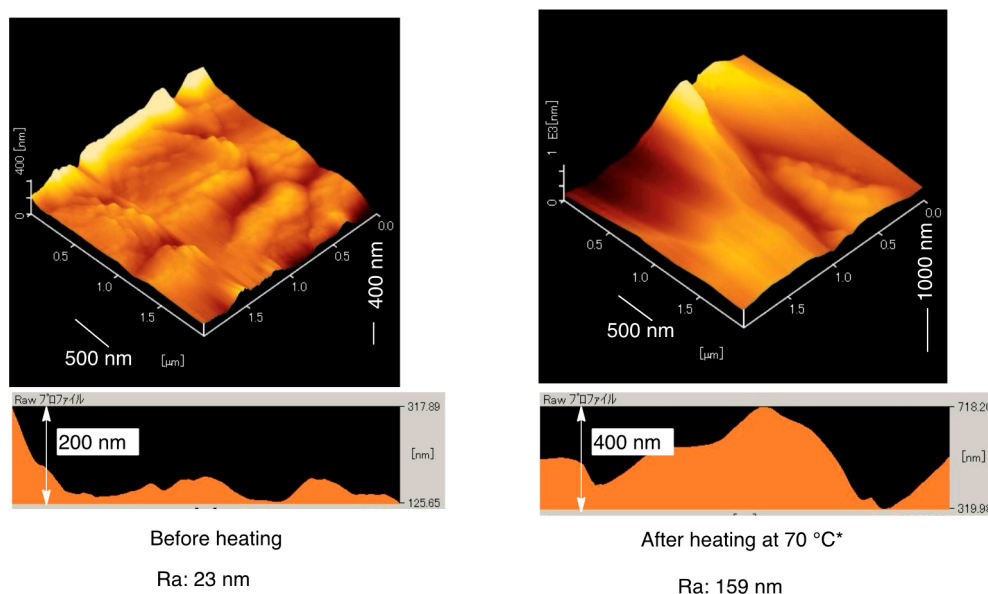 400 [nm]
0
0.5
1.0
1.5
0.0
0.5
1.0
1.5
[μm]
500 nm
400 nm
1 E3[nm]
0
0.5
1.0
1.5
0.0
0.5
1.0
1.5
[μm]
500 nm
1000 nm
Raw ﾌﾟﾛﾌｧｲﾙ
317.89
200 nm
[nm]
125.65
Raw ﾌﾟﾛﾌｧｲﾙ
718.20
400 nm
[nm]
319.98
Before heating
Ra: 23 nm
After heating at 70 °C*
Ra: 159 nm